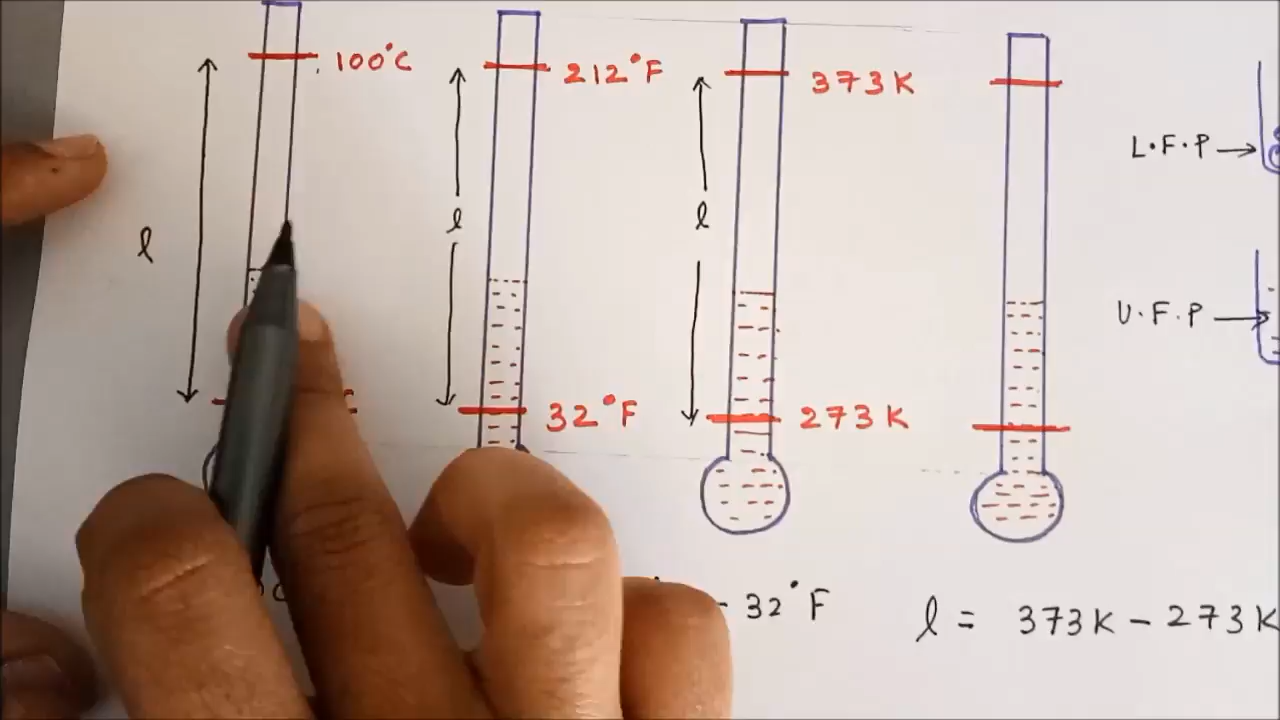 100°C
212°F
373K
L.F.P →
l
l
l
U.F.P →
32°F
273K
- 32°F
l = 373K - 273K